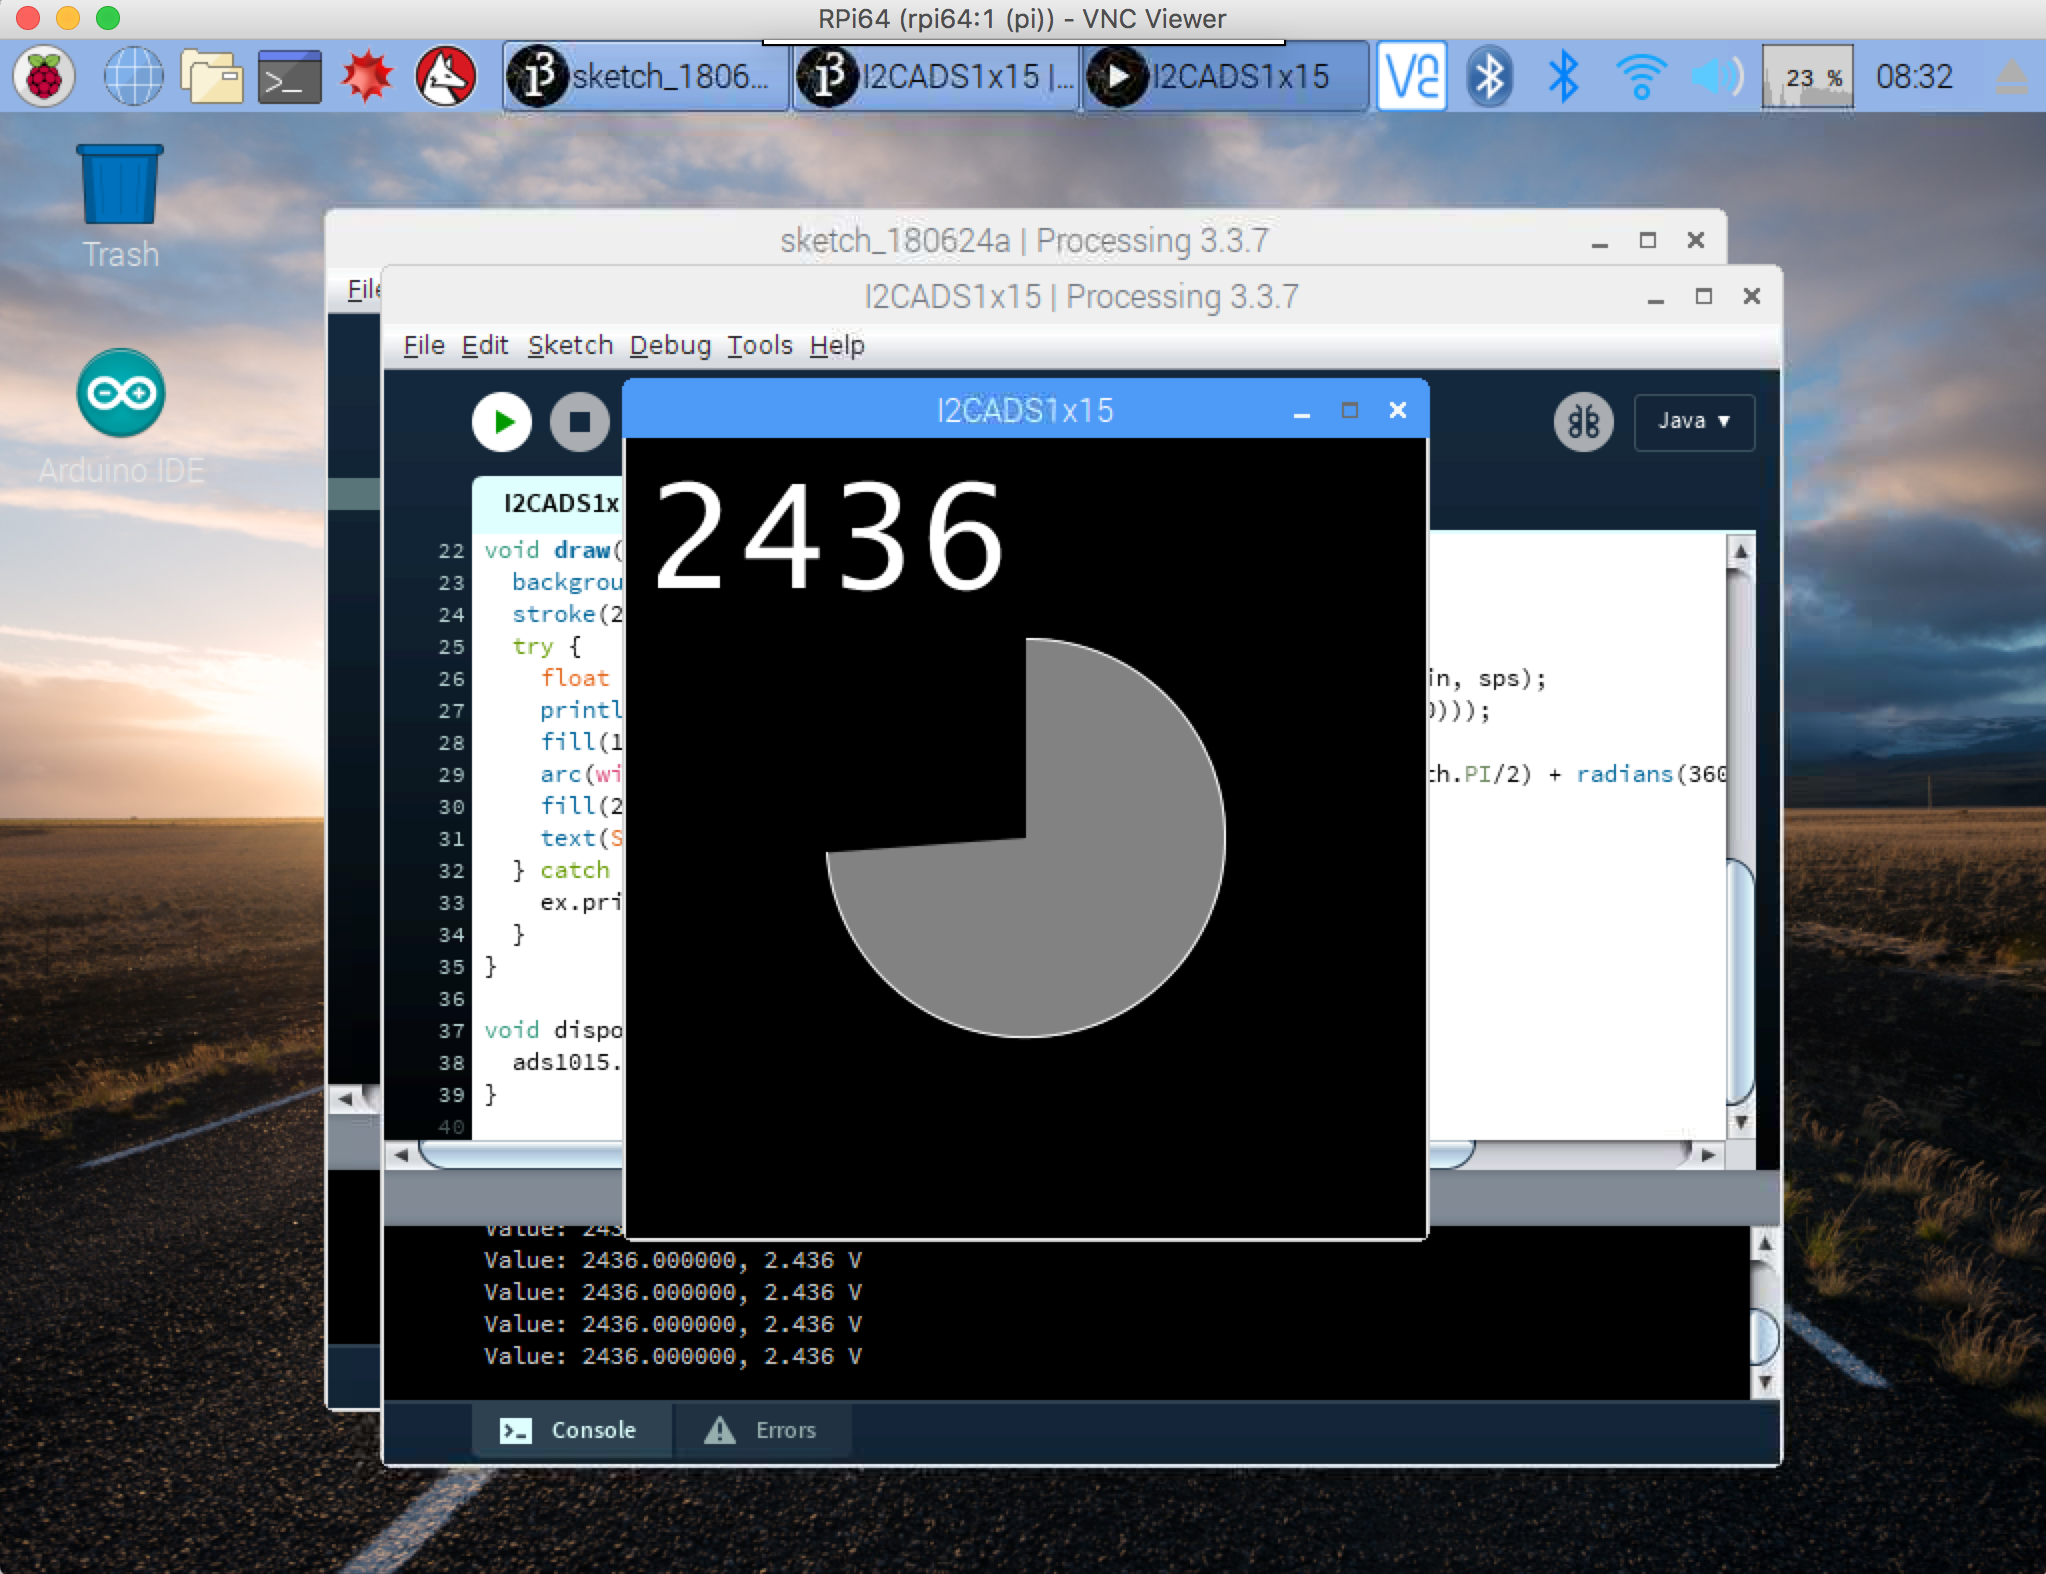 RPi64 (rpi64:1 (pi)) - VNC Viewer
sketch_1806... I2CADS1x15 |... I2CADS1x15 23 % 08:32
Trash
Arduino IDE
sketch_180624a | Processing 3.3.7
File
I2CADS1x15 | Processing 3.3.7
File Edit Sketch Debug Tools Help
I2CADS1x15
Java ▼
2436
I2CADS1x
22 void draw(
23 backgrou
24 stroke(2
25 try {
26 float in, sps);
27 printl 0)));
28 fill(1
29 arc(wi ch.PI/2) + radians(360
30 fill(2
31 text(S
32 } catch
33 ex.pri
34 }
35 }
36
37 void dispo
38 ads1015.
39 }
40
Value: 243
Value: 2436.000000, 2.436 V
Value: 2436.000000, 2.436 V
Value: 2436.000000, 2.436 V
Value: 2436.000000, 2.436 V
Console Errors